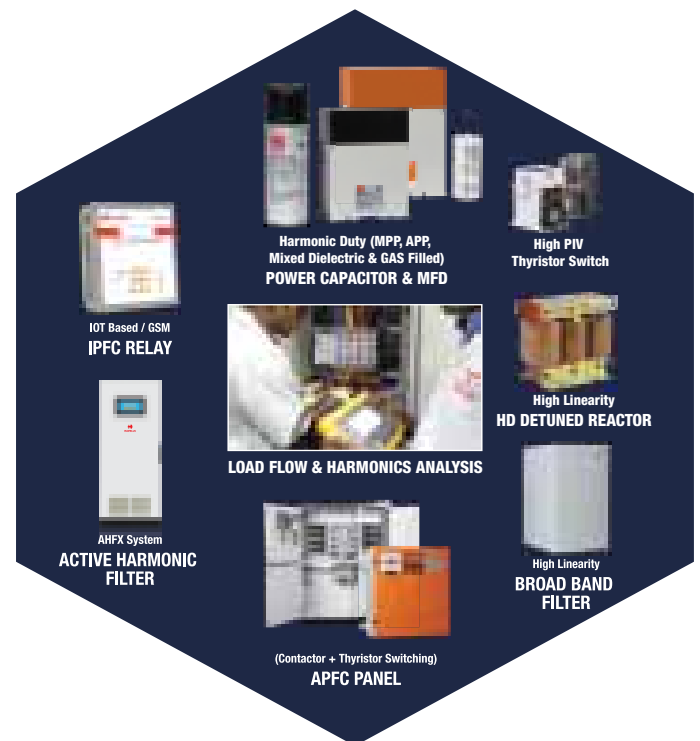 Harmonic Duty (MPP, APP,
Mixed Dielectric & GAS Filled)
POWER CAPACITOR & MFD
High PIV
Thyristor Switch
IOT Based / GSM
IPFC RELAY
High Linearity
HD DETUNED REACTOR
LOAD FLOW & HARMONICS ANALYSIS
AHFX System
ACTIVE HARMONIC
FILTER
High Linearity
BROAD BAND
FILTER
(Contactor + Thyristor Switching)
APFC PANEL